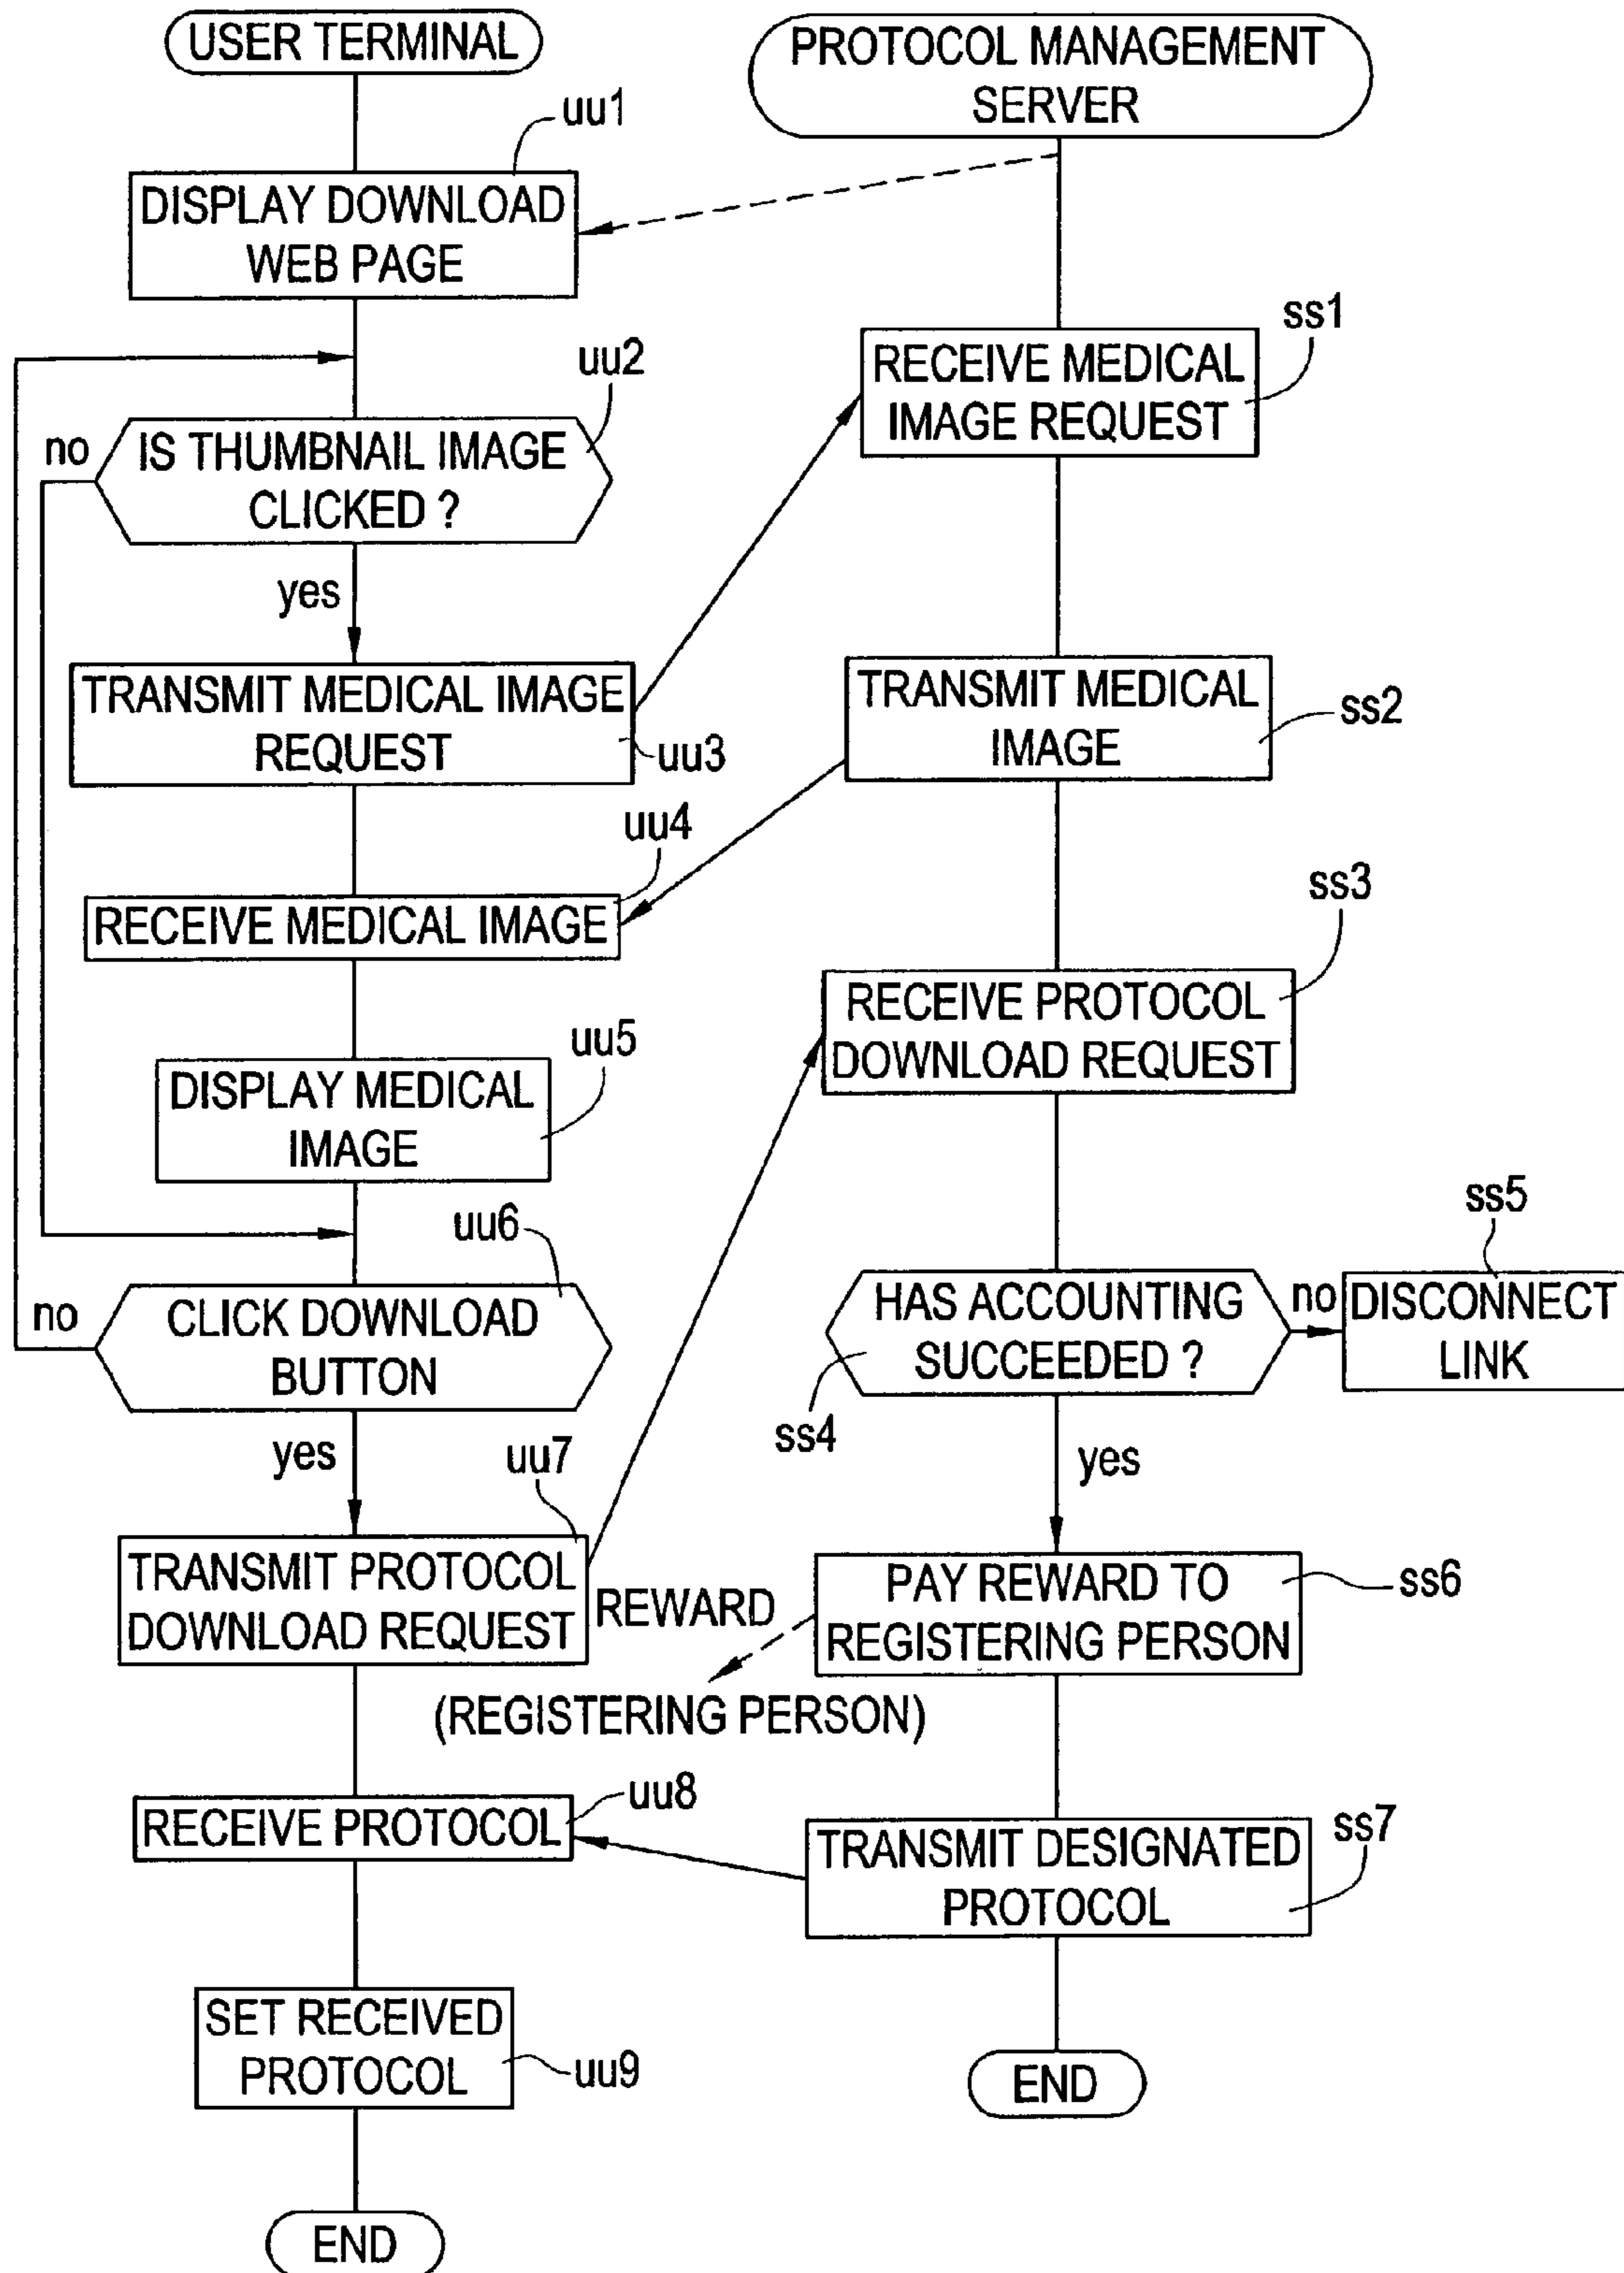 USER TERMINAL
uu1
DISPLAY DOWNLOAD
WEB PAGE
uu2
no
IS THUMBNAIL IMAGE
CLICKED ?
yes
TRANSMIT MEDICAL IMAGE
REQUEST
uu3
uu4
RECEIVE MEDICAL IMAGE
uu5
DISPLAY MEDICAL
IMAGE
uu6
no
CLICK DOWNLOAD
BUTTON
yes
uu7
TRANSMIT PROTOCOL
DOWNLOAD REQUEST
REWARD
(REGISTERING PERSON)
uu8
RECEIVE PROTOCOL
SET RECEIVED
PROTOCOL
uu9
END
PROTOCOL MANAGEMENT
SERVER
ss1
RECEIVE MEDICAL
IMAGE REQUEST
TRANSMIT MEDICAL
IMAGE
ss2
ss3
RECEIVE PROTOCOL
DOWNLOAD REQUEST
ss5
HAS ACCOUNTING
SUCCEEDED ?
no
DISCONNECT
LINK
ss4
yes
PAY REWARD TO
REGISTERING PERSON
ss6
ss7
TRANSMIT DESIGNATED
PROTOCOL
END